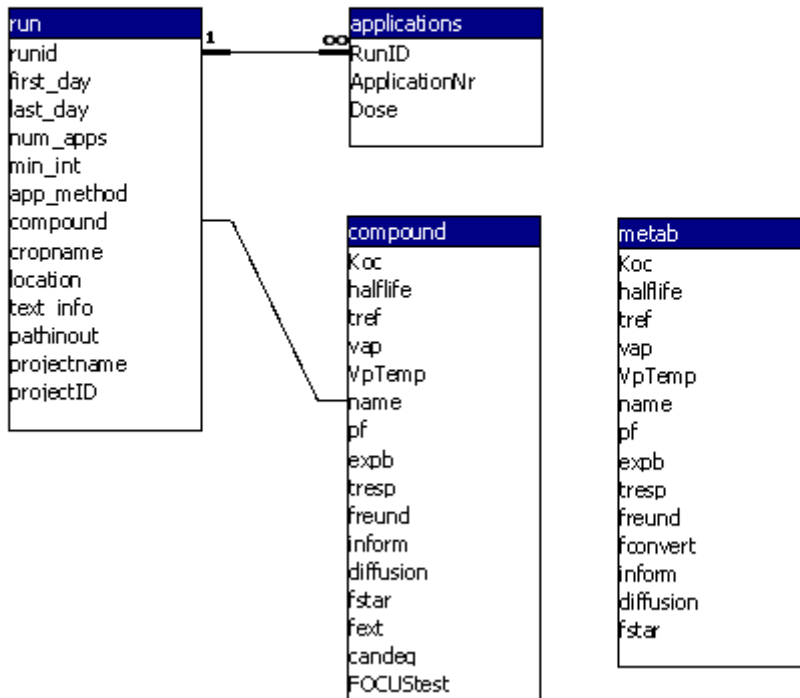 run
runid
first_day
last_day
num_apps
min_int
app_method
compound
cropname
location
text_info
pathinout
projectname
projectID
1
∞
applications
RunID
ApplicationNr
Dose
compound
Koc
halflife
tref
vap
VpTemp
name
pf
expb
tresp
freund
inform
diffusion
fstar
fext
candeg
FOCUStest
metab
Koc
halflife
tref
vap
VpTemp
name
pf
expb
tresp
freund
fconvert
inform
diffusion
fstar